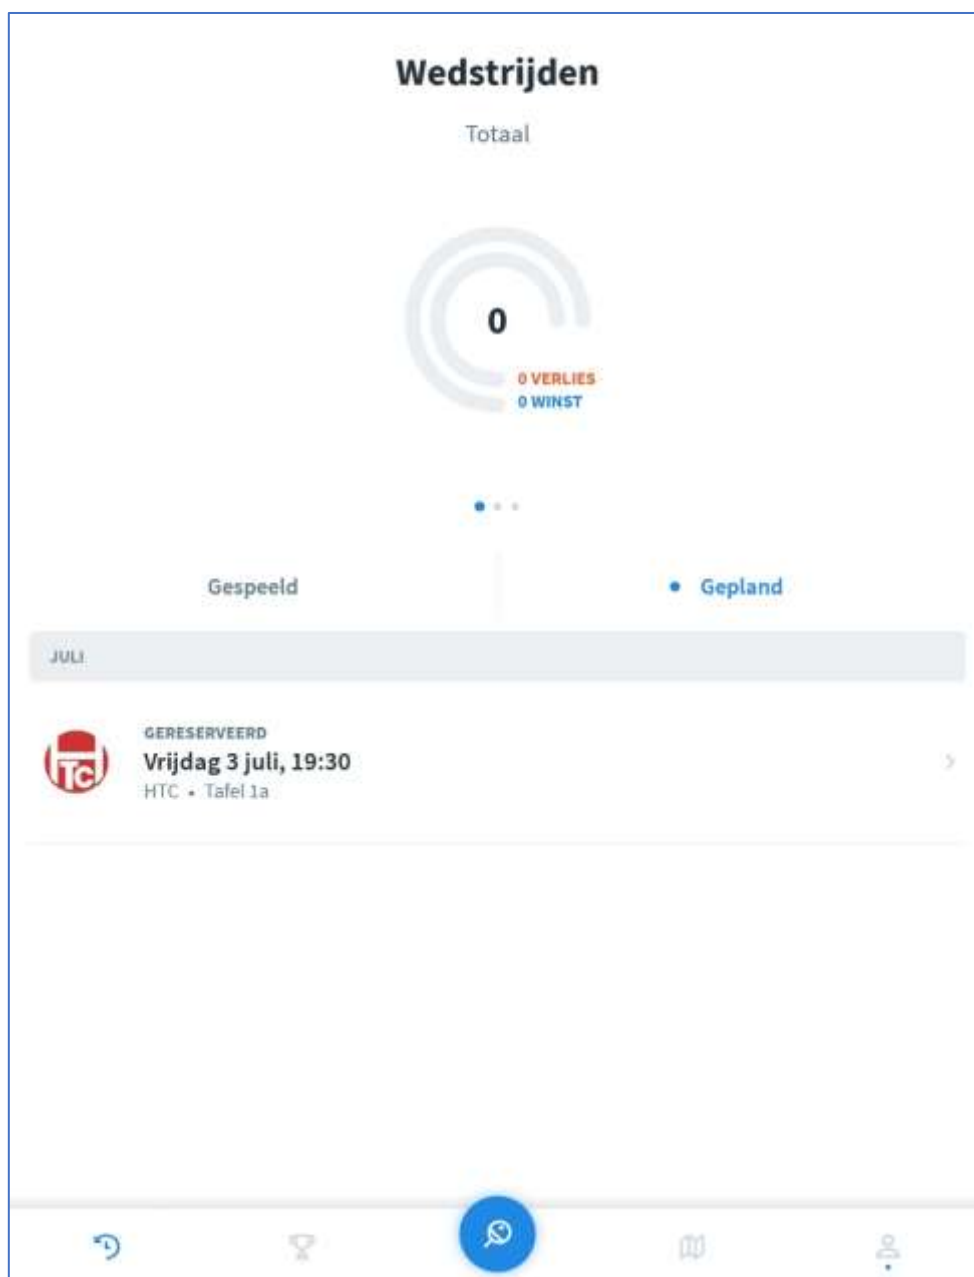 Wedstrijden
Totaal
0
0 VERLIES
0 WINST
Gespeeld
Gepland
JULI
GERESERVEERD
Vrijdag 3 juli, 19:30
HTC • Tafel 1a
HTC